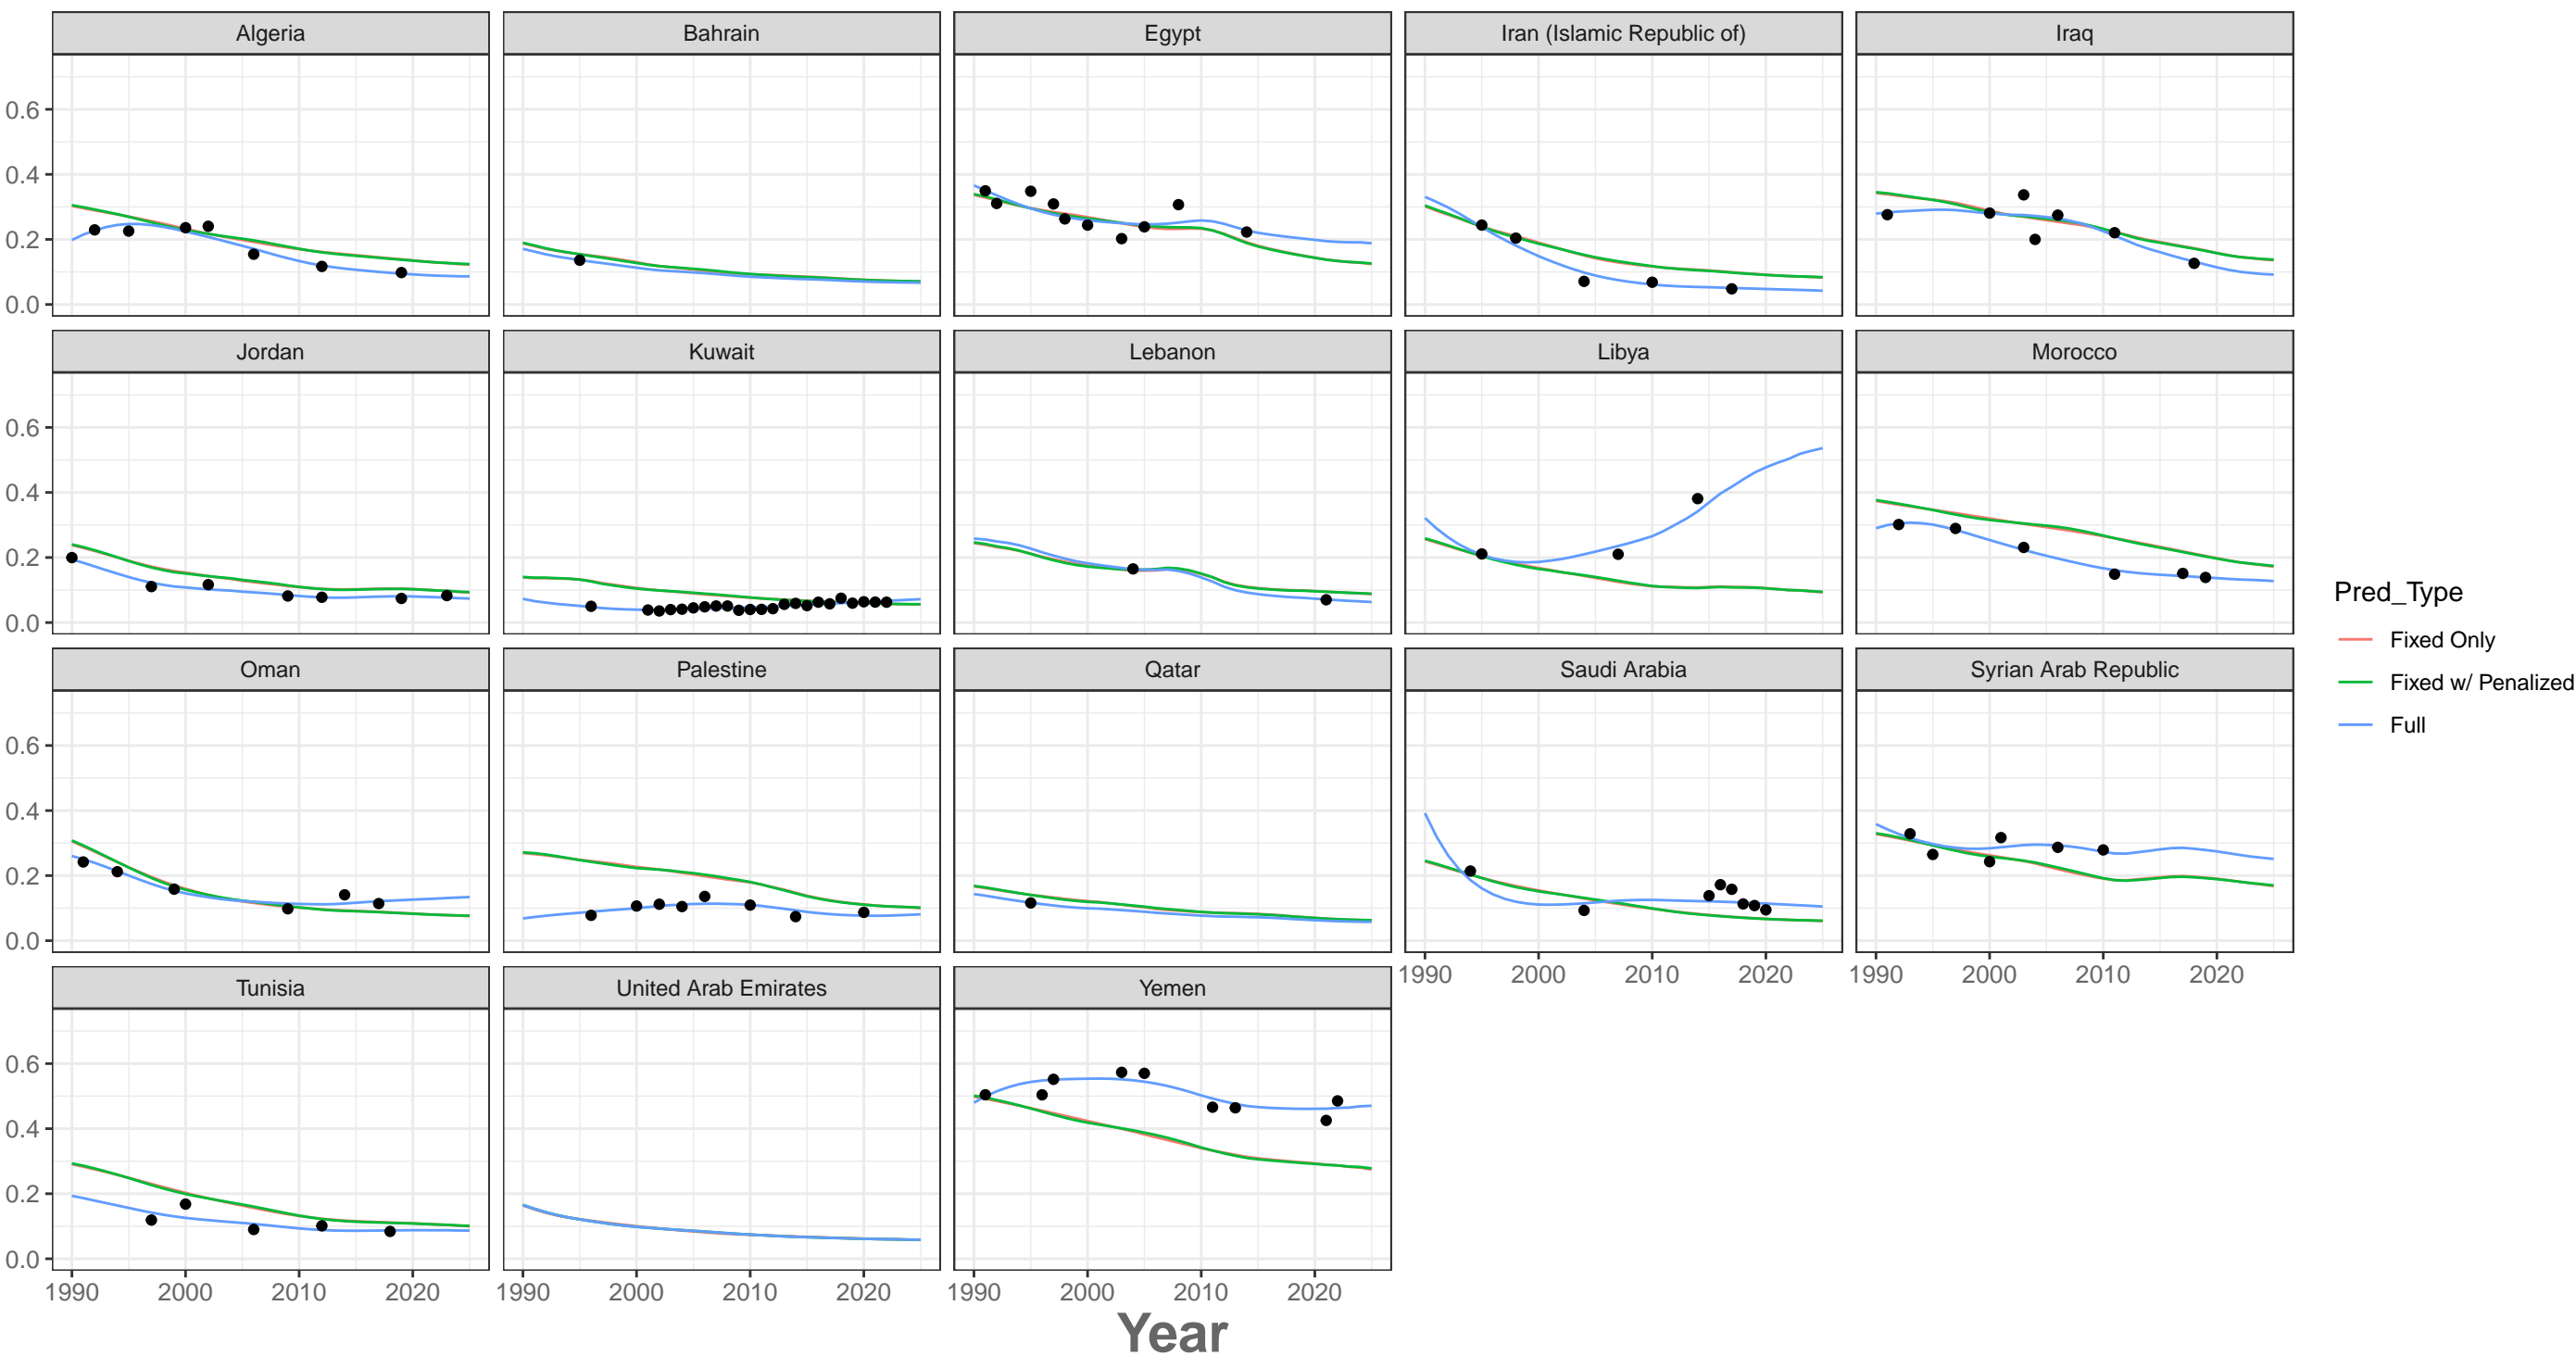 Algeria
Bahrain
Egypt
Iran (Islamic Republic of)
Iraq
0.6
0.4
0.2
0.0
Jordan
Kuwait
Lebanon
Libya
Morocco
0.6
0.4
0.2
0.0
Oman
Palestine
Qatar
Saudi Arabia
Syrian Arab Republic
0.6
0.4
0.2
0.0
1990 2000 2010 2020
1990 2000 2010 2020
Tunisia
United Arab Emirates
Yemen
0.6
0.4
0.2
0.0
1990 2000 2010 2020
1990 2000 2010 2020
1990 2000 2010 2020
Year
Pred_Type
Fixed Only
Fixed w/ Penalized
Full